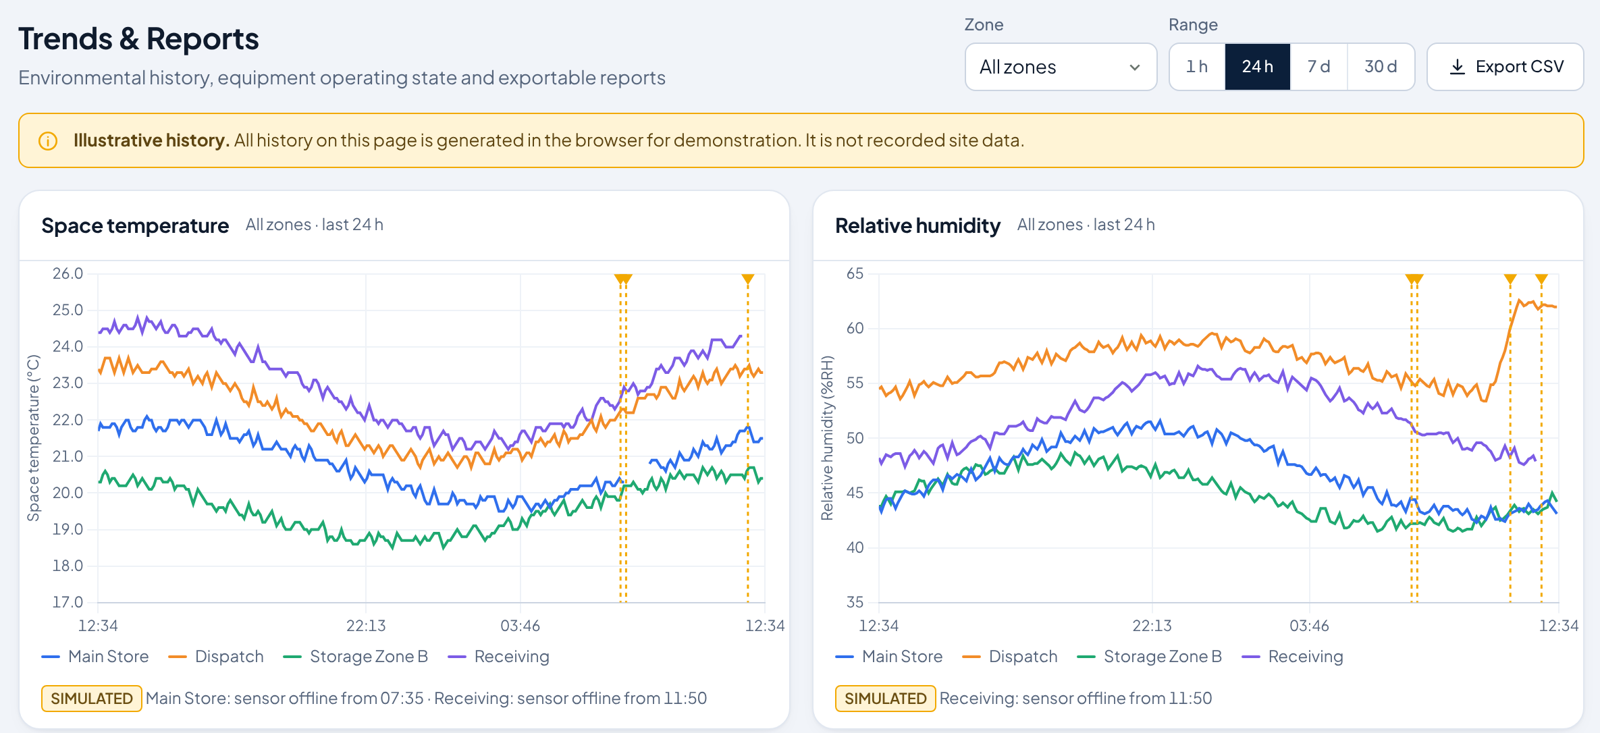 Trends & Reports
Environmental history, equipment operating state and exportable reports
Zone
All zones
Range
1 h
24 h
7 d
30 d
Export CSV
Illustrative history. All history on this page is generated in the browser for demonstration. It is not recorded site data.
Space temperature
All zones · last 24 h
Space temperature (°C)
26.0
25.0
24.0
23.0
22.0
21.0
20.0
19.0
18.0
17.0
12:34
22:13
03:46
12:34
Main Store
Dispatch
Storage Zone B
Receiving
SIMULATED Main Store: sensor offline from 07:35 · Receiving: sensor offline from 11:50
Relative humidity
All zones · last 24 h
Relative humidity (%RH)
65
60
55
50
45
40
35
12:34
22:13
03:46
12:34
Main Store
Dispatch
Storage Zone B
Receiving
SIMULATED Receiving: sensor offline from 11:50